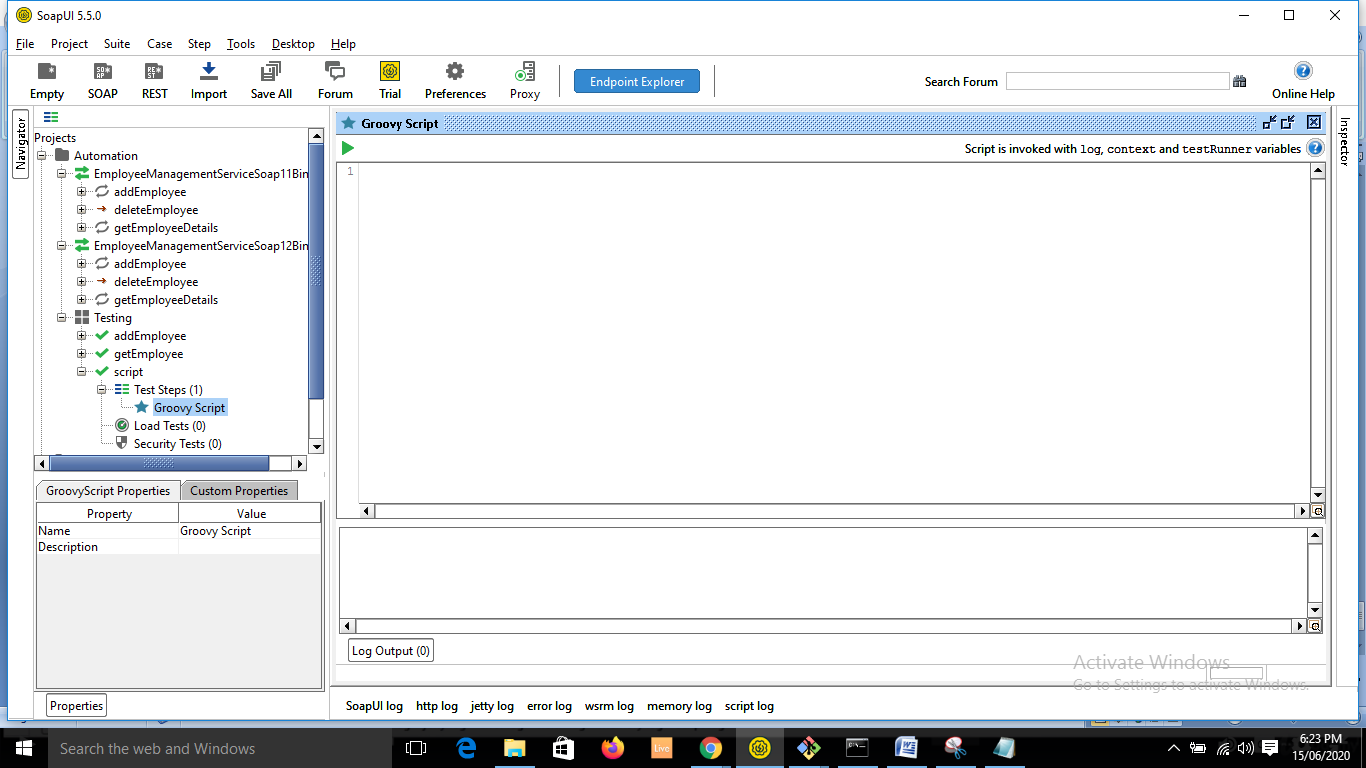 SoapUI 5.5.0
File Project Suite Case Step Tools Desktop Help
Empty SOAP REST Import Save All Forum Trial Preferences Proxy Endpoint Explorer Search Forum Online Help
Navigator
Inspector
Projects
Automation
EmployeeManagementServiceSoap11Bin
addEmployee
deleteEmployee
getEmployeeDetails
EmployeeManagementServiceSoap12Bin
addEmployee
deleteEmployee
getEmployeeDetails
Testing
addEmployee
getEmployee
script
Test Steps (1)
Groovy Script
Load Tests (0)
Security Tests (0)
GroovyScript Properties Custom Properties
Property Value
Name Groovy Script
Description
Properties
Groovy Script
Script is invoked with log, context and testRunner variables
1
Log Output (0)
Activate Windows
Go to Settings to activate Windows.
SoapUI log http log jetty log error log wsrm log memory log script log
Search the web and Windows
Live
6:23 PM
15/06/2020